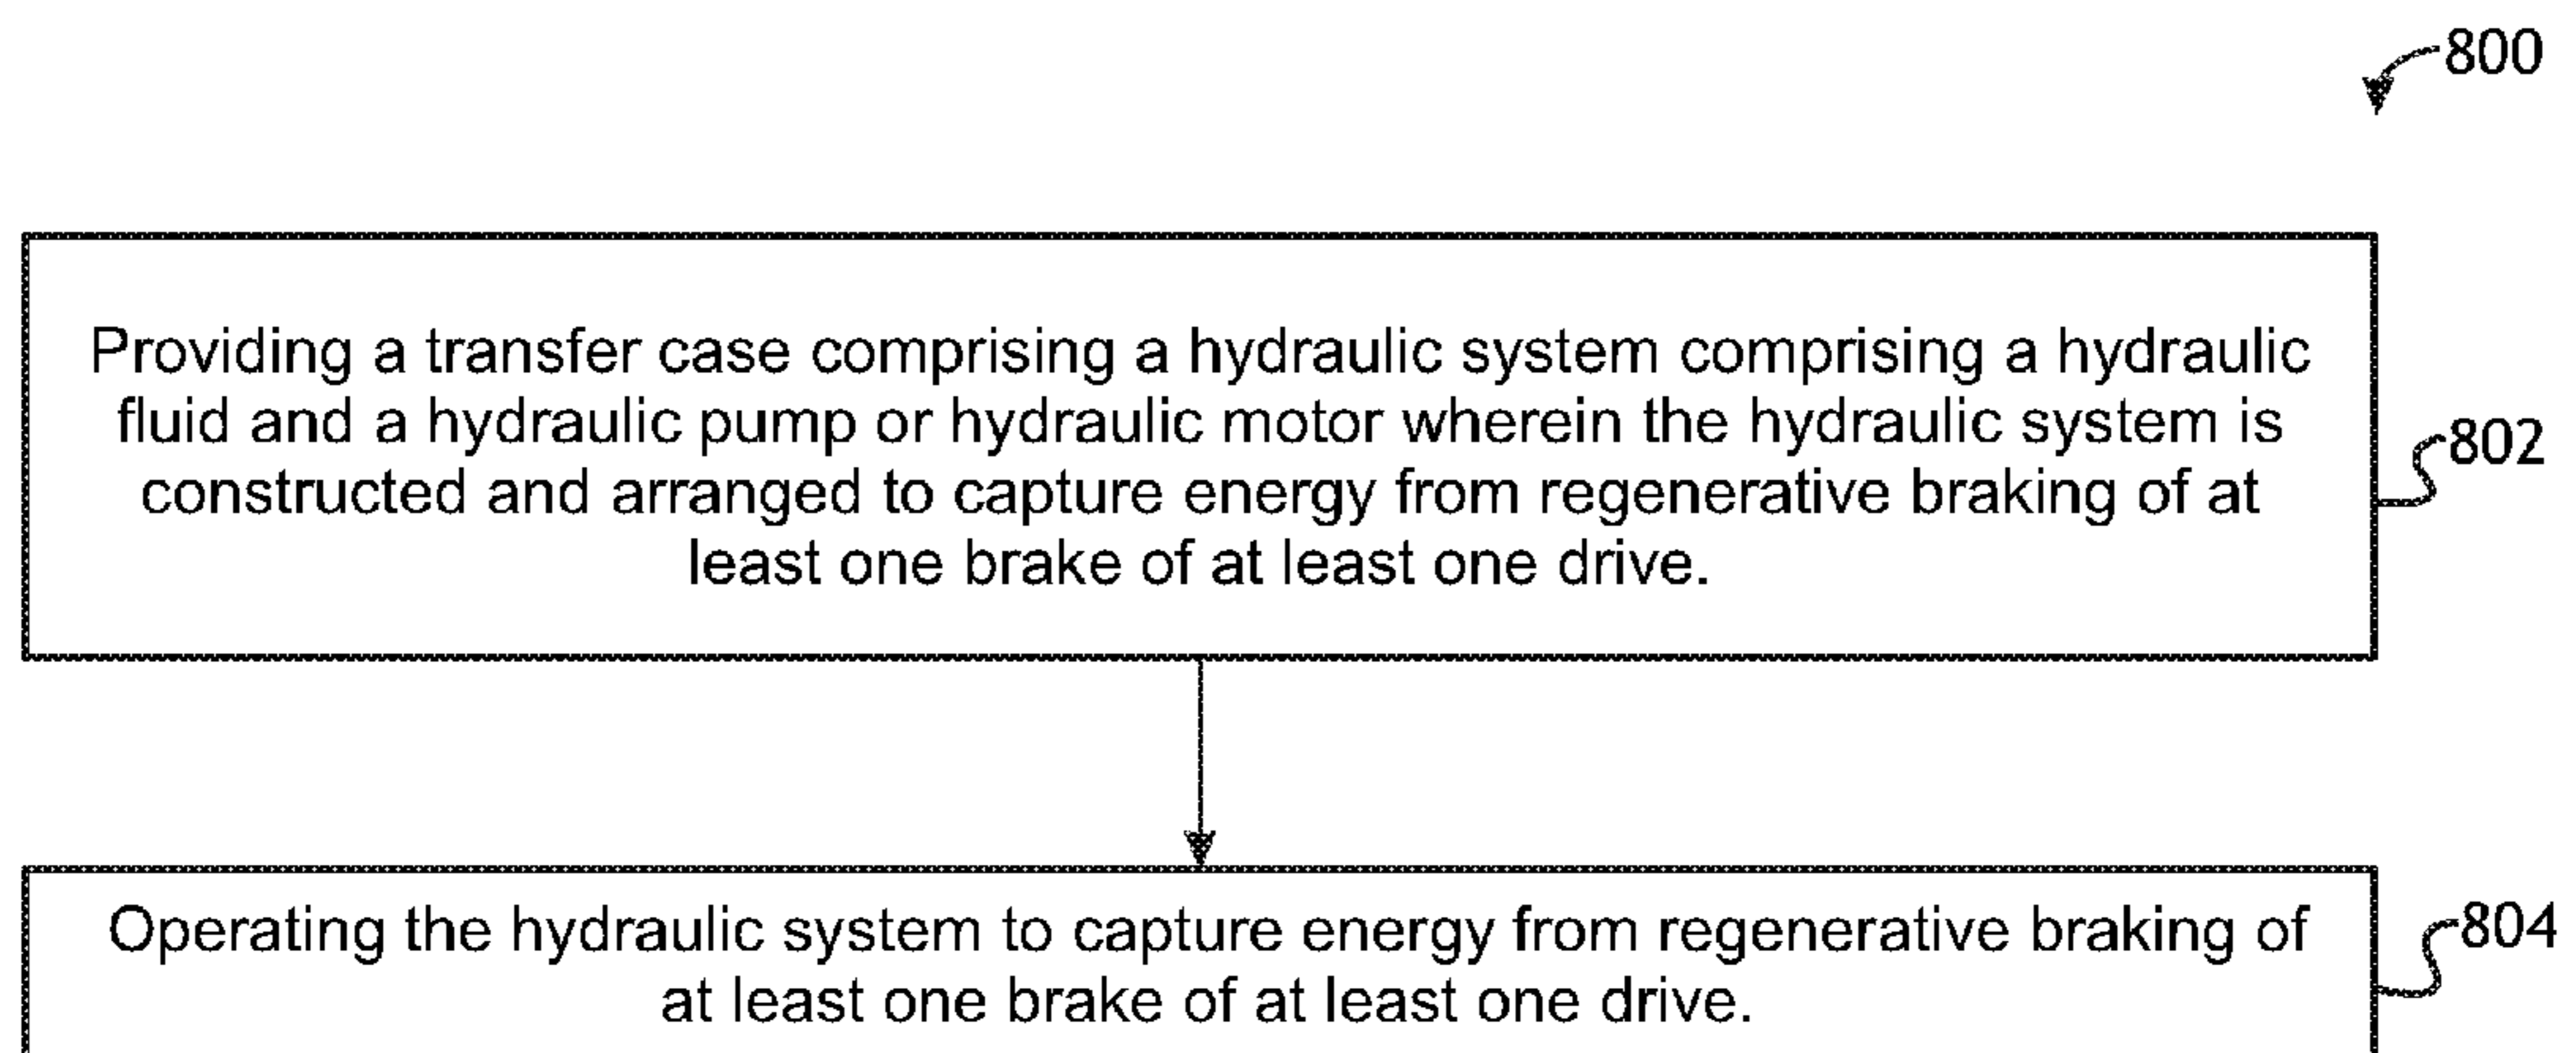 800
Providing a transfer case comprising a hydraulic system comprising a hydraulic
fluid and a hydraulic pump or hydraulic motor wherein the hydraulic system is
constructed and arranged to capture energy from regenerative braking of at
least one brake of at least one drive.
802
Operating the hydraulic system to capture energy from regenerative braking of
at least one brake of at least one drive.
804